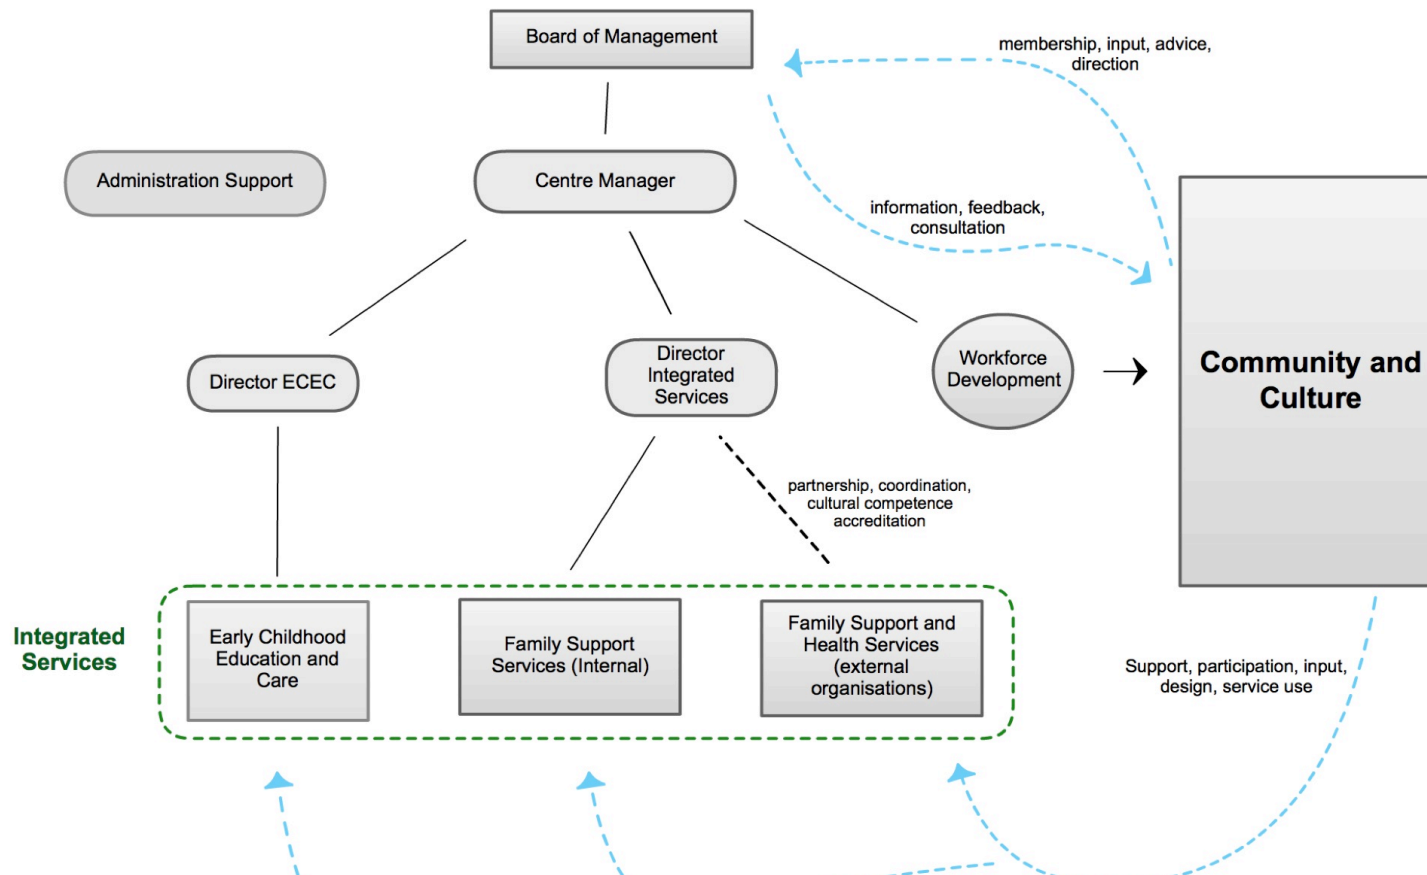 Board of Management
membership, input, advice,
direction
Administration Support
Centre Manager
information, feedback,
consultation
Director ECEC
Director
Integrated
Services
Workforce
Development
Community and
Culture
partnership, coordination,
cultural competence
accreditation
Integrated
Services
Early Childhood
Education and
Care
Family Support
Services (Internal)
Family Support and
Health Services
(external
organisations)
Support, participation, input,
design, service use